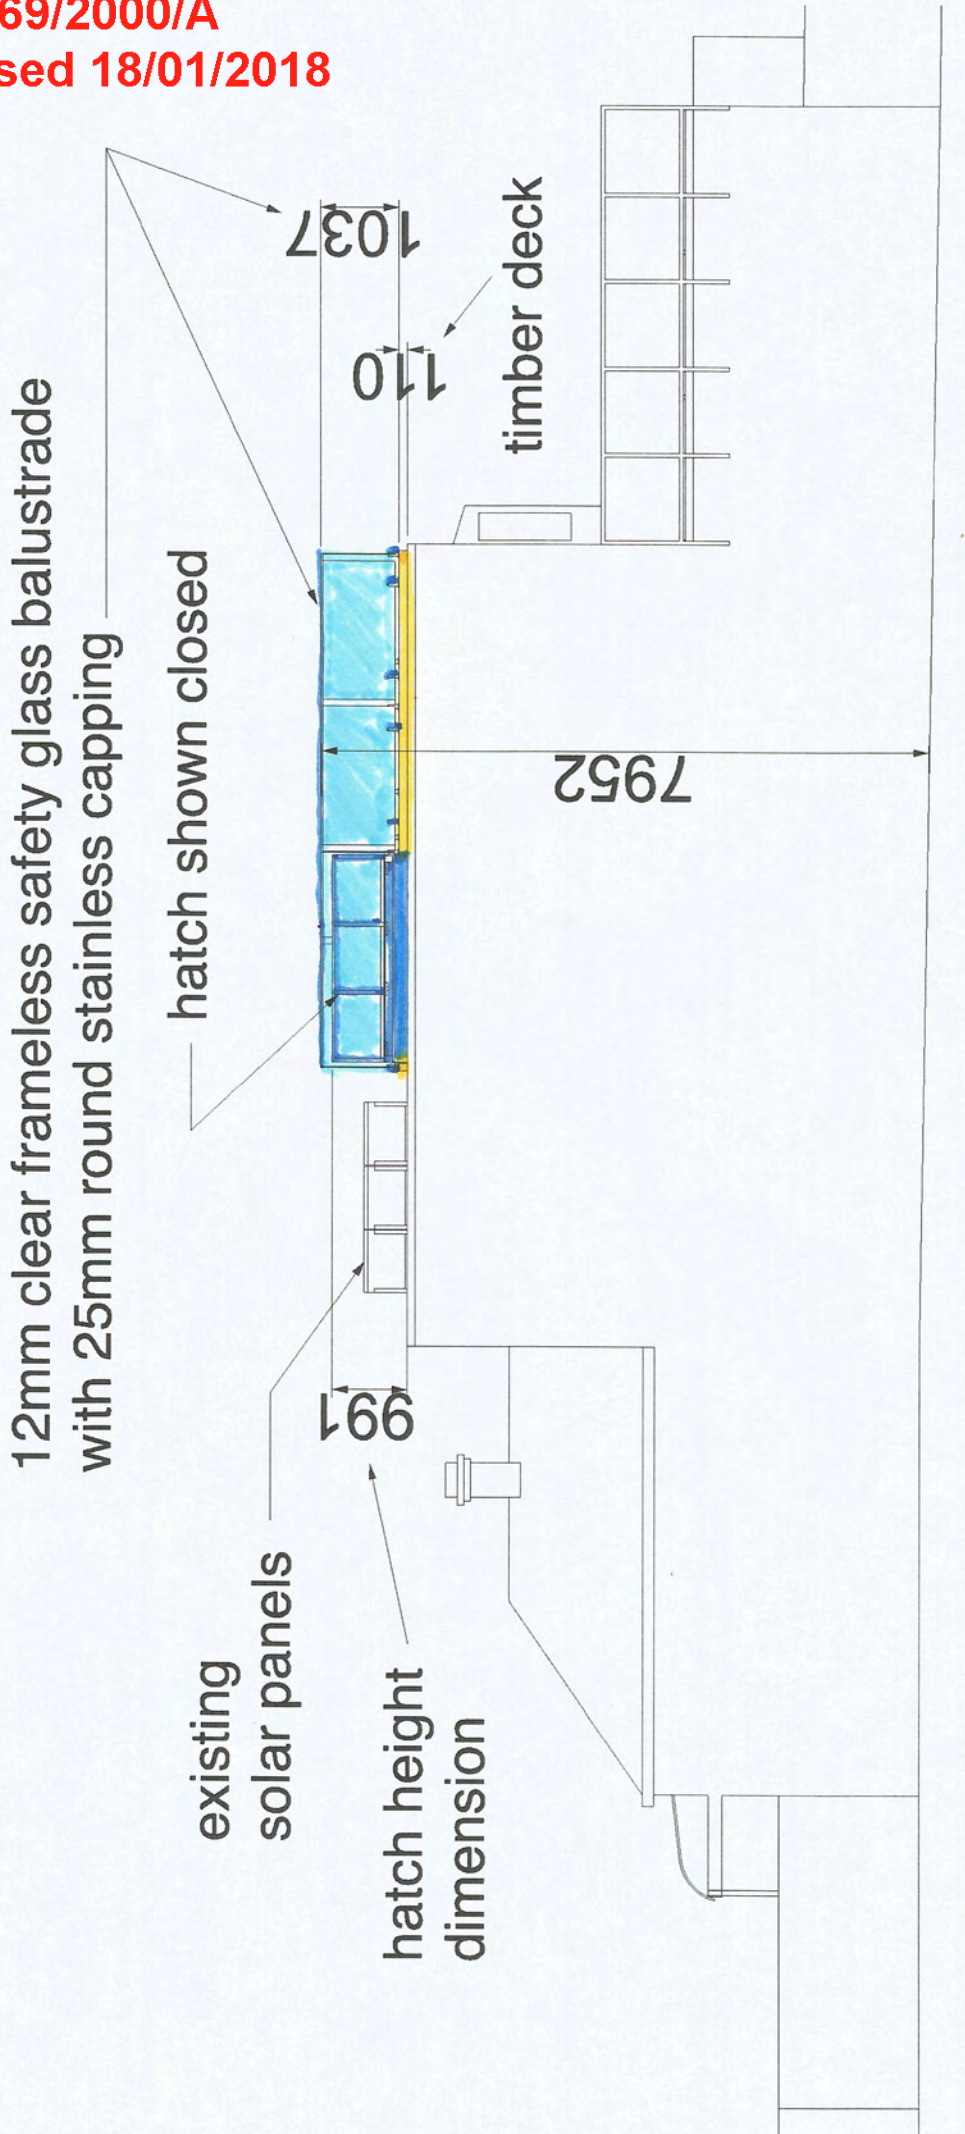 69/2000/A
sed 18/01/2018
12mm clear frameless safety glass balustrade
with 25mm round stainless capping
hatch shown closed
1037
110
timber deck
7952
existing
solar panels
991
hatch height
dimension